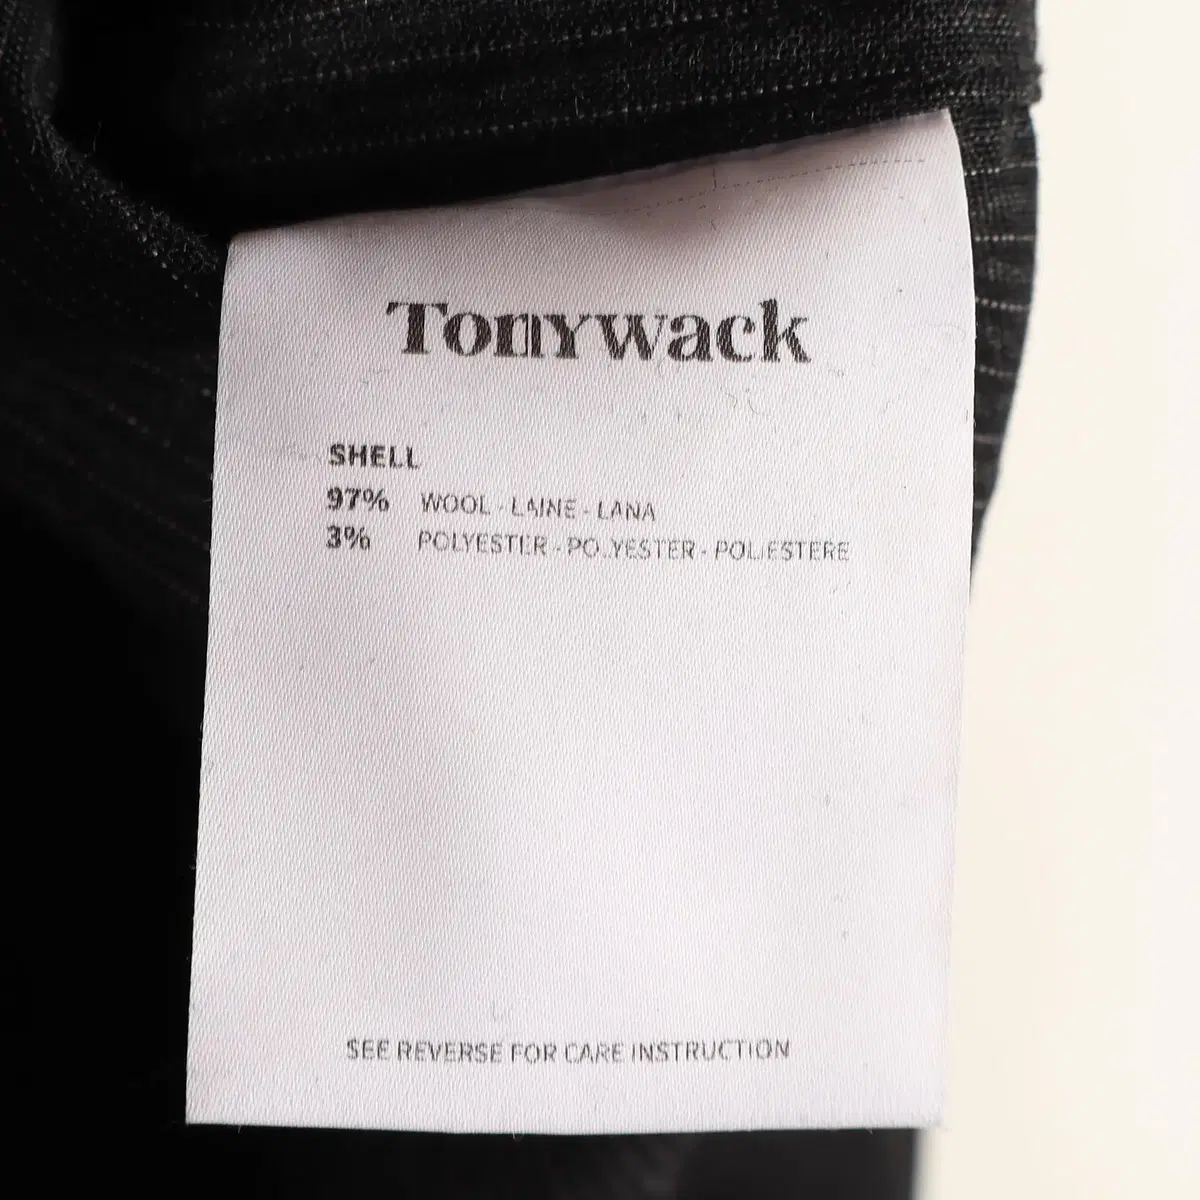 Tonywack
SHELL
97% WOOL - LAINE - LANA
3% POLYESTER - POLYESTER - POLIESTERE
SEE REVERSE FOR CARE INSTRUCTION